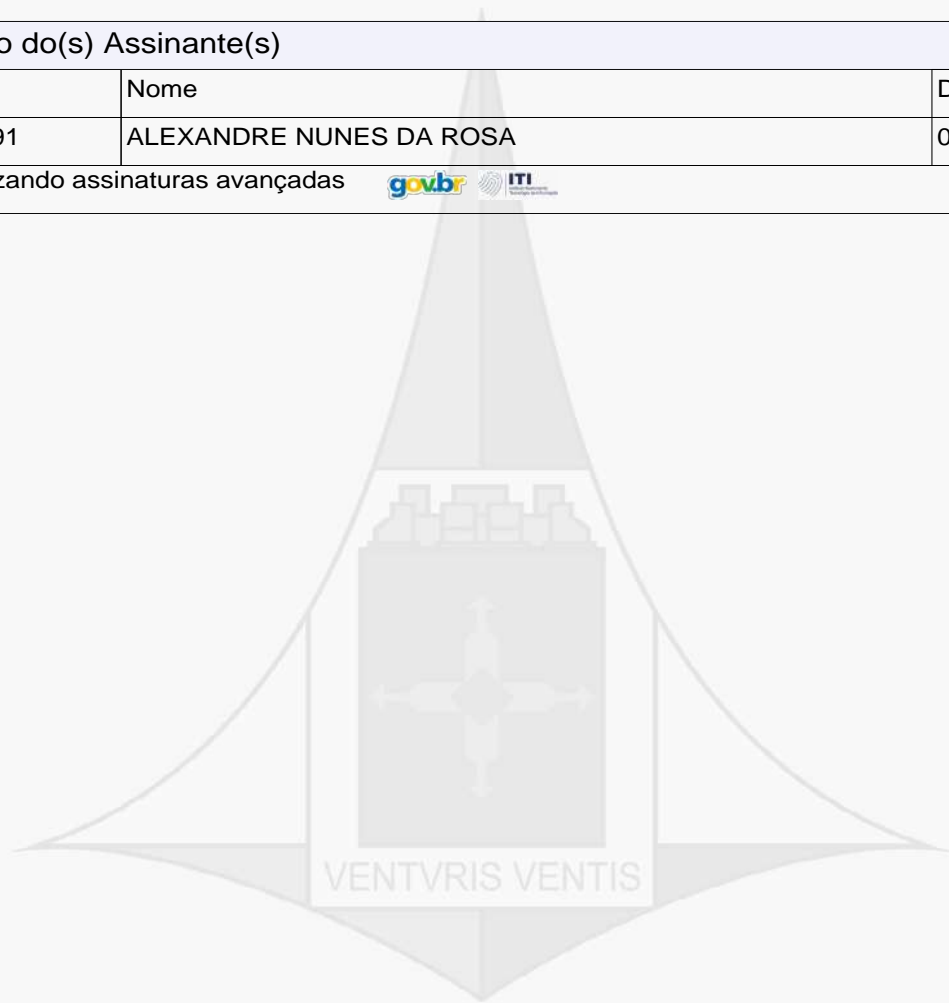 o do(s) Assinante(s)
Nome D
91 ALEXANDRE NUNES DA ROSA 0
zando assinaturas avançadas gov.br ITI
VENTVRIS VENTIS